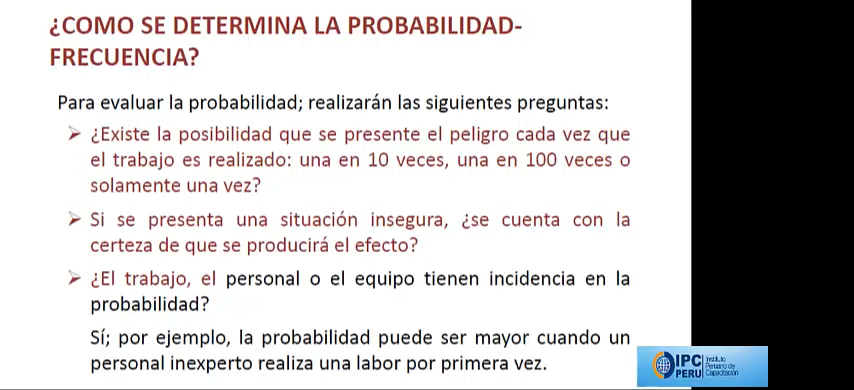 ¿COMO SE DETERMINA LA PROBABILIDAD-
FRECUENCIA?
Para evaluar la probabilidad; realizarán las siguientes preguntas:
➢ ¿Existe la posibilidad que se presente el peligro cada vez que
el trabajo es realizado: una en 10 veces, una en 100 veces o
solamente una vez?
➢ Si se presenta una situación insegura, ¿se cuenta con la
certeza de que se producirá el efecto?
➢ ¿El trabajo, el personal o el equipo tienen incidencia en la
probabilidad?
Sí; por ejemplo, la probabilidad puede ser mayor cuando un
personal inexperto realiza una labor por primera vez.
IPC
PERU
Instituto
Peruano de
Capacitación